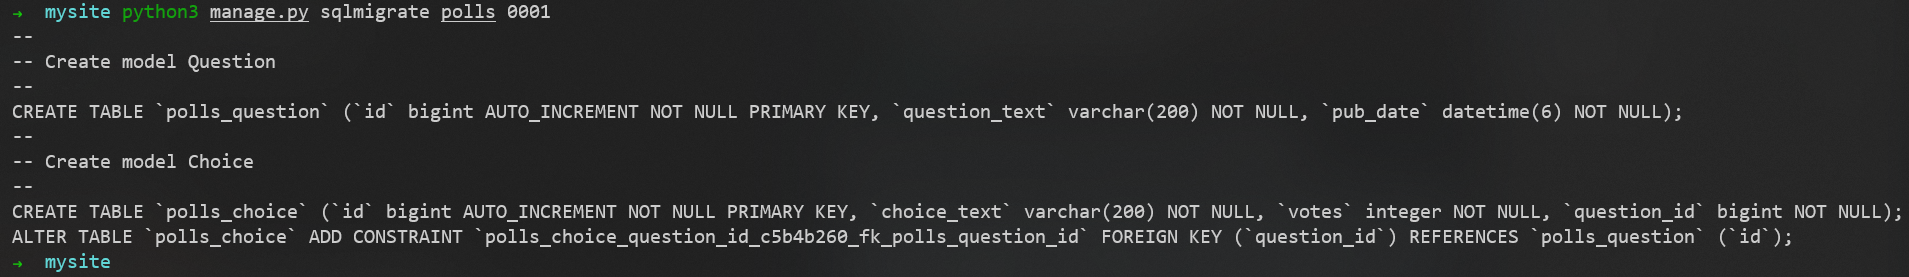 → mysite python3 manage.py sqlmigrate polls 0001
--
-- Create model Question
--
CREATE TABLE `polls_question` (`id` bigint AUTO_INCREMENT NOT NULL PRIMARY KEY, `question_text` varchar(200) NOT NULL, `pub_date` datetime(6) NOT NULL);
--
-- Create model Choice
--
CREATE TABLE `polls_choice` (`id` bigint AUTO_INCREMENT NOT NULL PRIMARY KEY, `choice_text` varchar(200) NOT NULL, `votes` integer NOT NULL, `question_id` bigint NOT NULL);
ALTER TABLE `polls_choice` ADD CONSTRAINT `polls_choice_question_id_c5b4b260_fk_polls_question_id` FOREIGN KEY (`question_id`) REFERENCES `polls_question` (`id`);
→ mysite